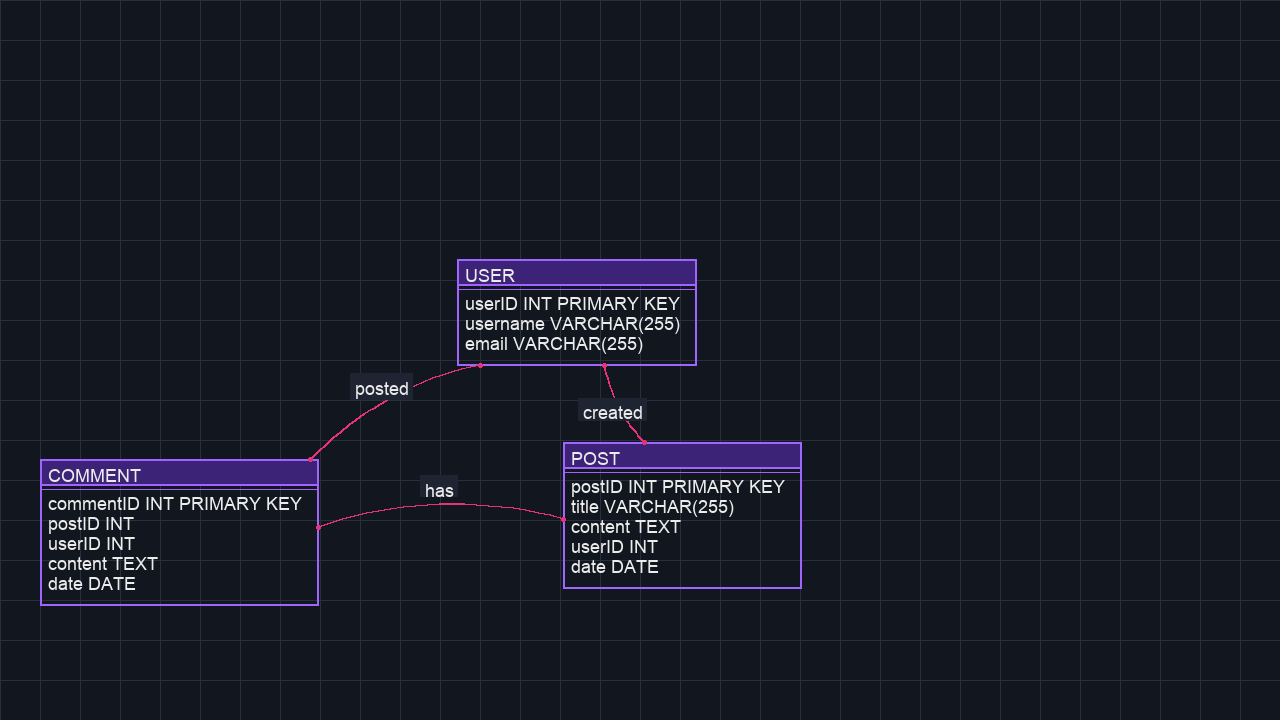 USER
userID INT PRIMARY KEY
username VARCHAR(255)
email VARCHAR(255)
posted
created
COMMENT
commentID INT PRIMARY KEY
postID INT
userID INT
content TEXT
date DATE
has
POST
postID INT PRIMARY KEY
title VARCHAR(255)
content TEXT
userID INT
date DATE